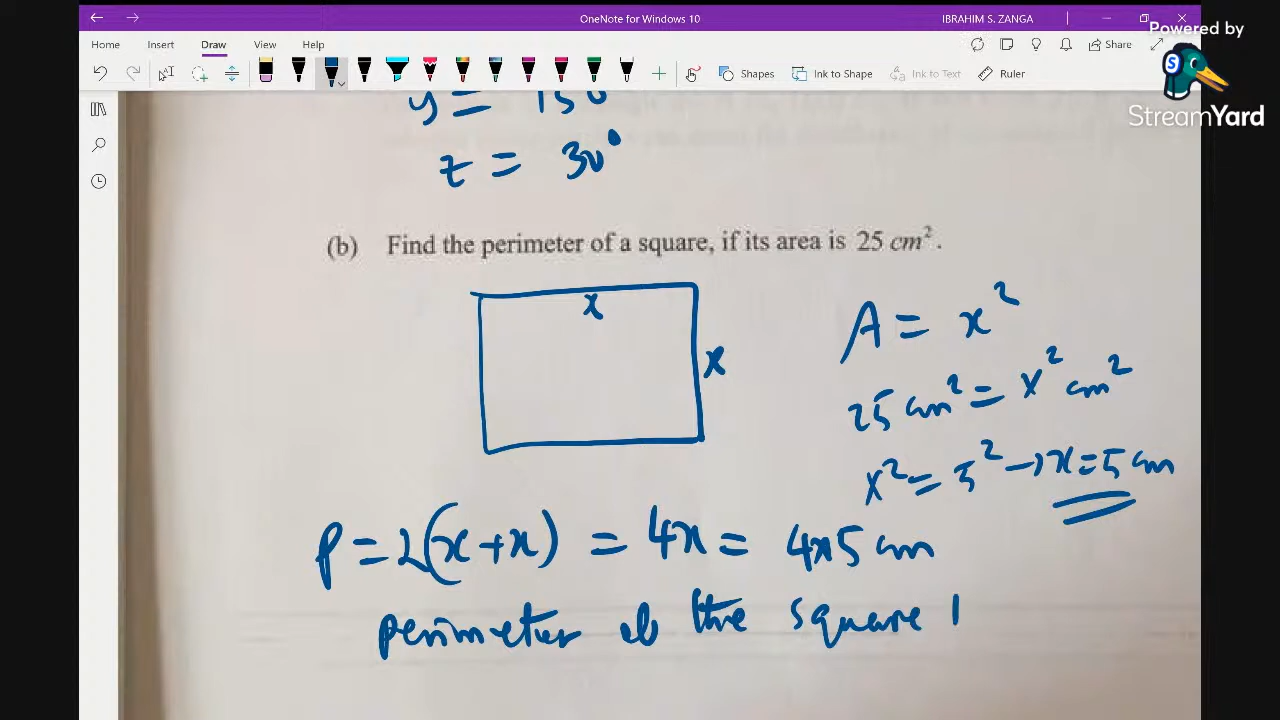 OneNote for Windows 10
IBRAHIM S. ZANGA
Powered by
StreamYard
Home Insert Draw View Help
Share
Shapes Ink to Shape Ink to Text Ruler
y = 150
z = 30°
(b) Find the perimeter of a square, if its area is 25 cm².
x
x
A = x²
25 cm² = x² cm²
x² = 5² → x = 5 cm
P = 2(x + x) = 4x = 4x5 cm
perimeter of the square